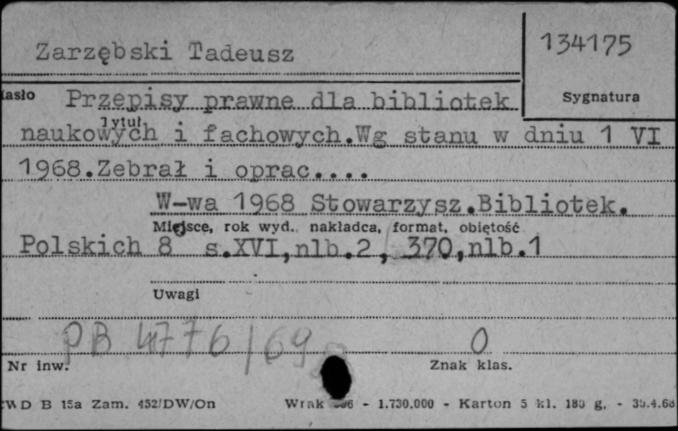 Zarzębski Tadeusz
134175
Hasło
Sygnatura
Przepisy prawne dla bibliotek
Tytuł
naukowych i fachowych.Wg stanu w dniu 1 VI
1968.Zebrał i oprac....
W-wa 1968 Stowarzysz.Bibliotek.
Miejsce, rok wyd., nakładca, format, objętość
Polskich 8 s.XVI,nlb.2, 370,nlb.1
Uwagi
PB 4776/69
0
Nr inw.
Znak klas.
CWD B 15a Zam. 452/DW/On
- 1.730.000 - Karton 5 kl. 180 g. -